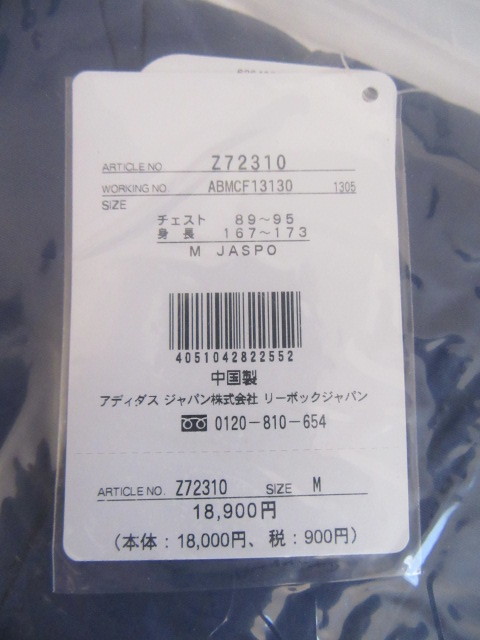 ARTICLE NO. Z72310
WORKING NO. ABMCF13130 1305
SIZE
チェスト 89~95
身長 167~173
M JASPO
4051042822552
中国製
アディダス ジャパン株式会社 リーボックジャパン
0120-810-654
ARTICLE NO. Z72310 SIZE M
18,900円
(本体:18,000円、税:900円)